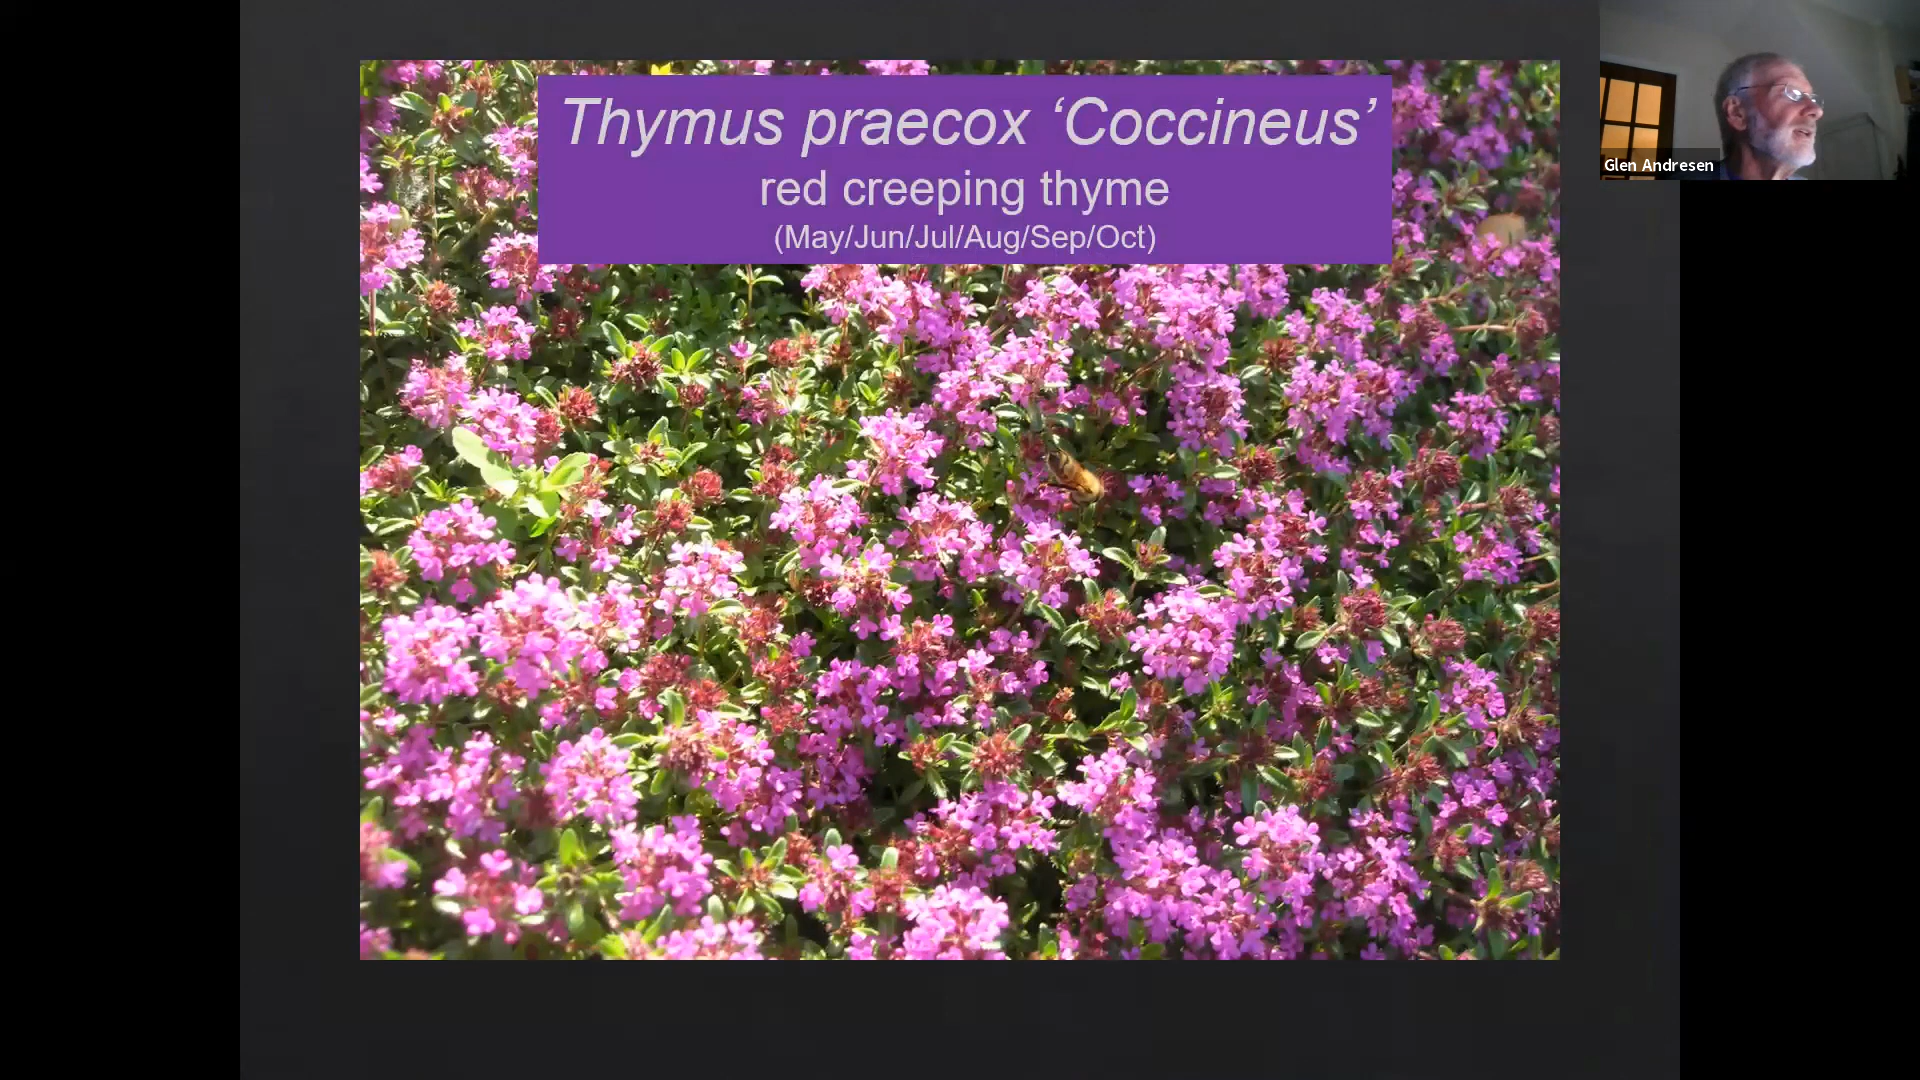 Thymus praecox ‘Coccineus’
red creeping thyme
(May/Jun/Jul/Aug/Sep/Oct)
Glen Andresen